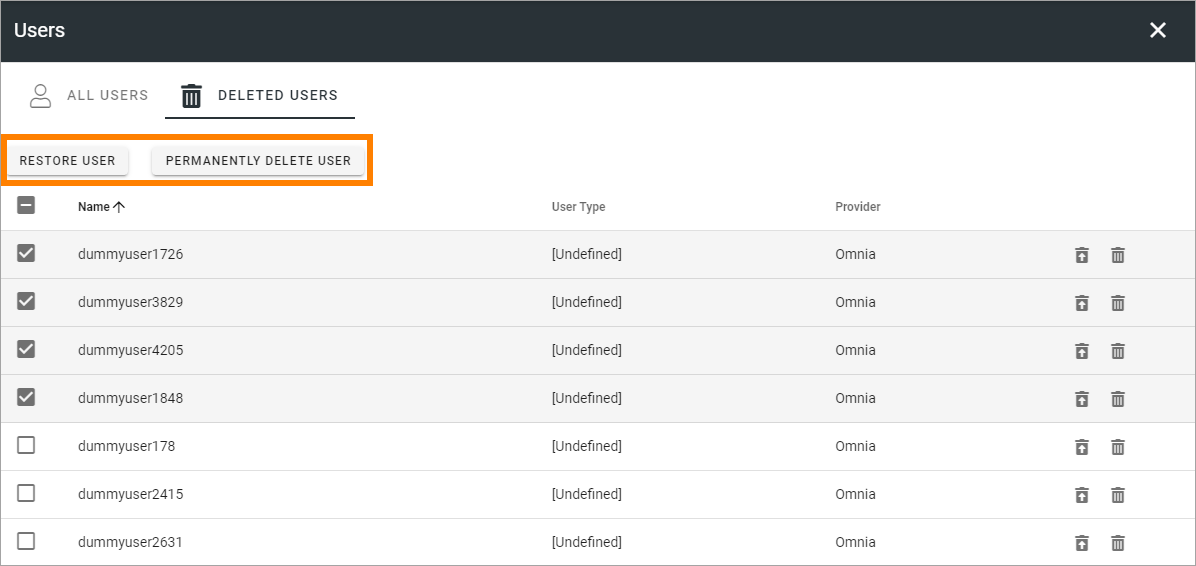 Users
ALL USERS DELETED USERS
RESTORE USER PERMANENTLY DELETE USER
Name User Type Provider
dummyuser1726 [Undefined] Omnia
dummyuser3829 [Undefined] Omnia
dummyuser4205 [Undefined] Omnia
dummyuser1848 [Undefined] Omnia
dummyuser178 [Undefined] Omnia
dummyuser2415 [Undefined] Omnia
dummyuser2631 [Undefined] Omnia